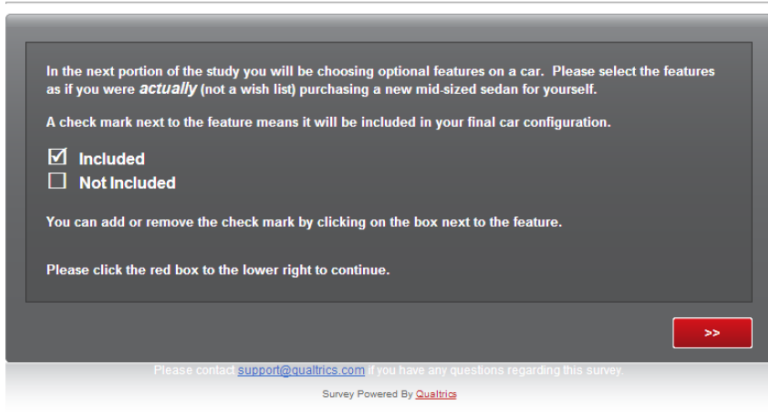 In the next portion of the study you will be choosing optional features on a car. Please select the features
as if you were actually (not a wish list) purchasing a new mid-sized sedan for yourself.
A check mark next to the feature means it will be included in your final car configuration.
Included
Not Included
You can add or remove the check mark by clicking on the box next to the feature.
Please click the red box to the lower right to continue.
>>
Please contact support@qualtrics.com if you have any questions regarding this survey.
Survey Powered By Qualtrics